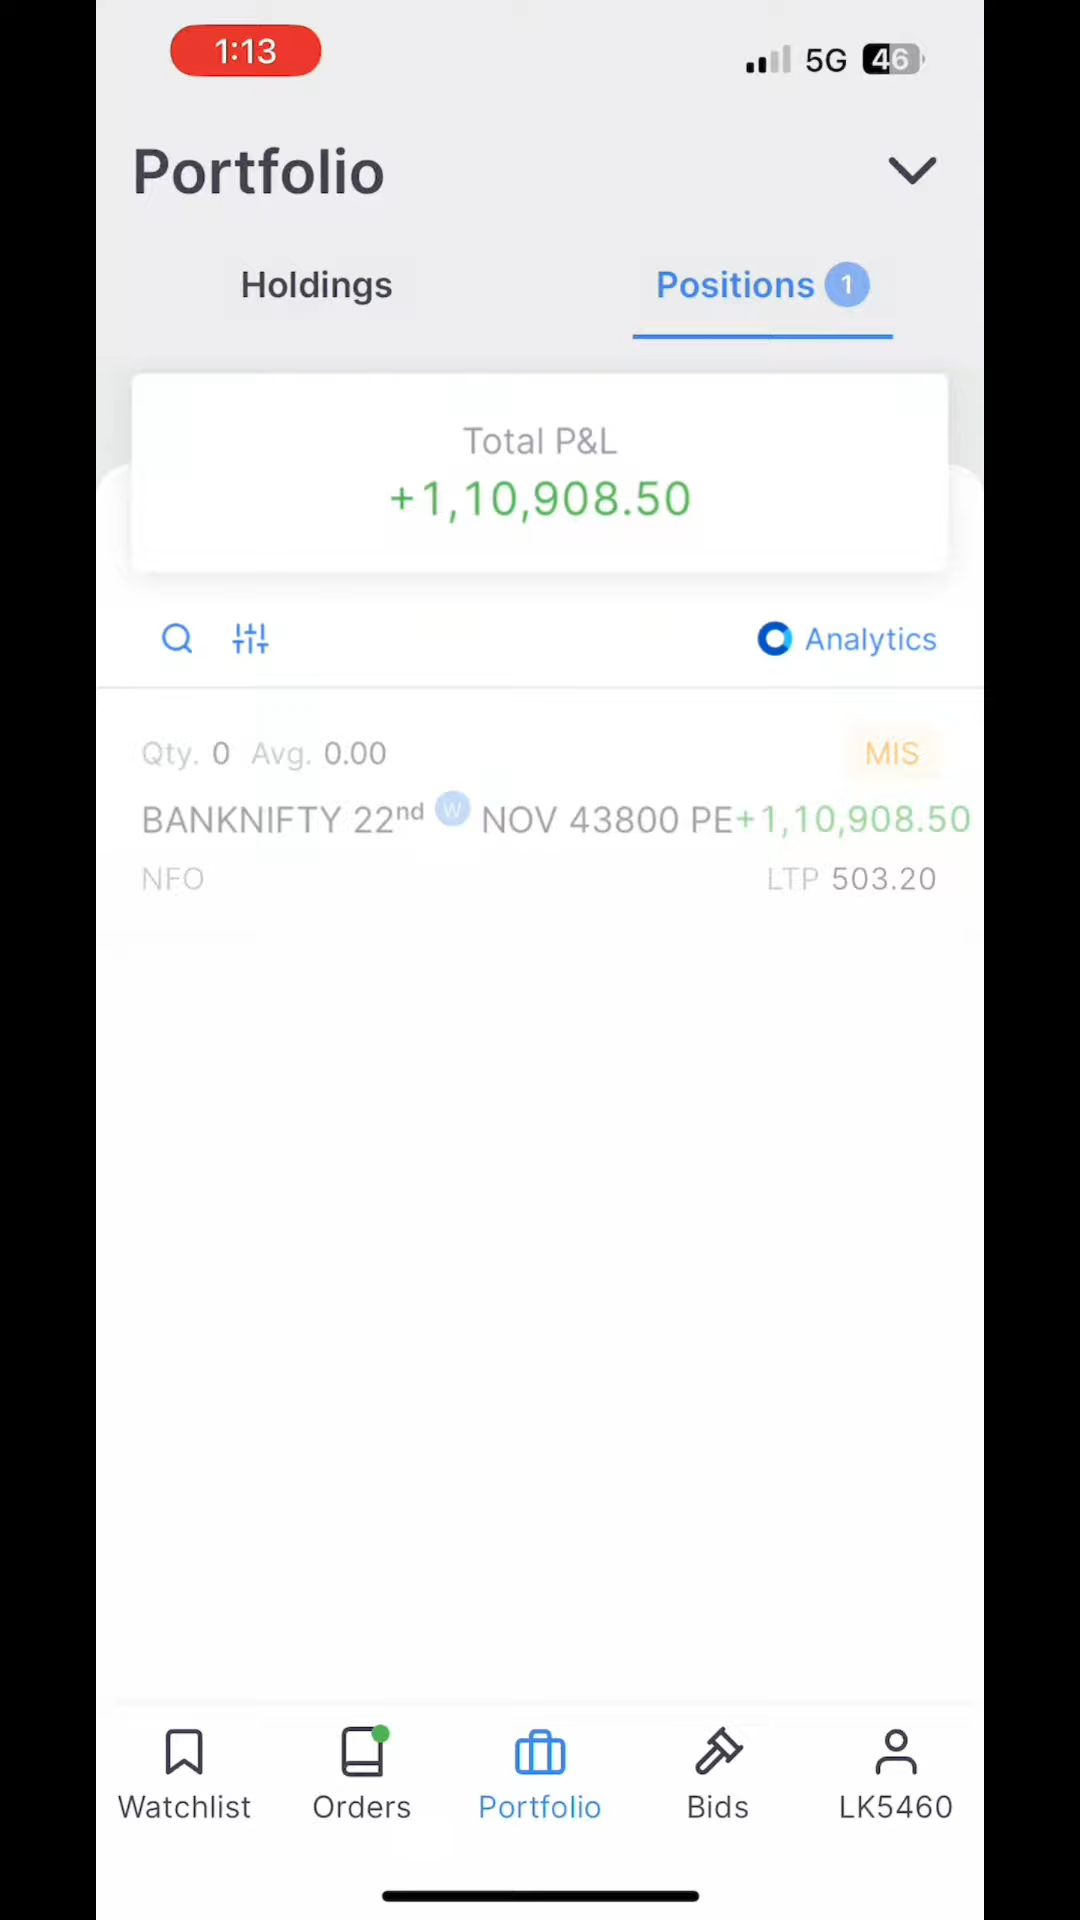 1:13 5G 46
Portfolio
Holdings Positions 1
Total P&L
+1,10,908.50
Analytics
Qty. 0 Avg. 0.00 MIS
BANKNIFTY 22nd W NOV 43800 PE+1,10,908.50
NFO LTP 503.20
Watchlist Orders Portfolio Bids LK5460